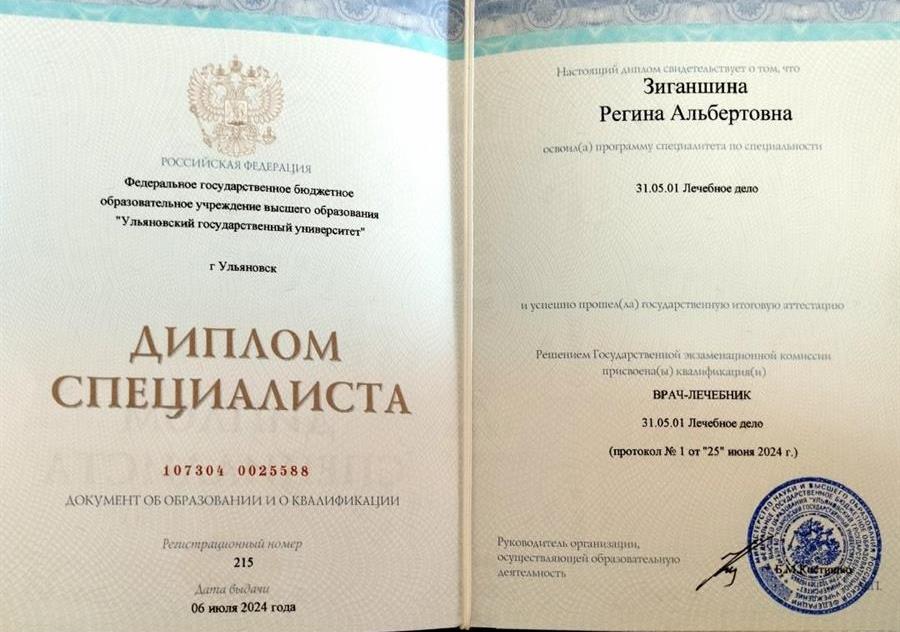 РОССИЙСКАЯ ФЕДЕРАЦИЯ
Федеральное государственное бюджетное
образовательное учреждение высшего образования
"Ульяновский государственный университет"
г Ульяновск
ДИПЛОМ
СПЕЦИАЛИСТА
107304 0025588
ДОКУМЕНТ ОБ ОБРАЗОВАНИИ И О КВАЛИФИКАЦИИ
Регистрационный номер
215
Дата выдачи
06 июля 2024 года
Настоящий диплом свидетельствует о том, что
Зиганшина
Регина Альбертовна
освоил(а) программу специалитета по специальности
31.05.01 Лечебное дело
и успешно прошел(ла) государственную итоговую аттестацию
Решением Государственной экзаменационной комиссии
присвоена(ы) квалификация(и)
ВРАЧ-ЛЕЧЕБНИК
31.05.01 Лечебное дело
(протокол № 1 от "25" июня 2024 г.)
Руководитель организации,
осуществляющей образовательную
деятельность
Б.М.Костишко